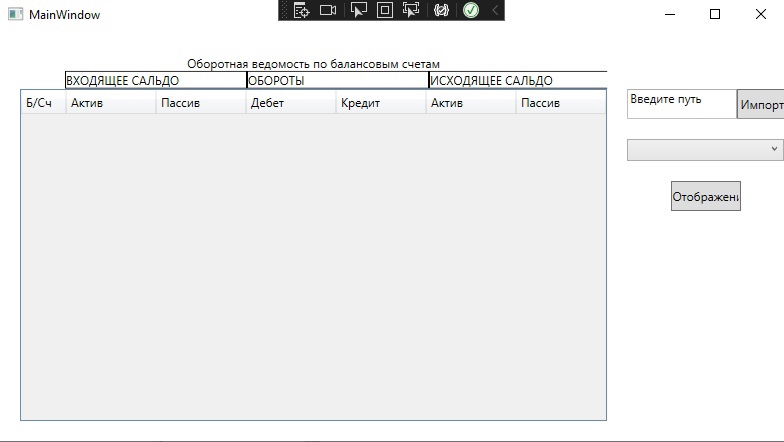 MainWindow
Оборотная ведомость по балансовым счетам
ВХОДЯЩЕЕ САЛЬДО ОБОРОТЫ ИСХОДЯЩЕЕ САЛЬДО
Б/Сч Актив Пассив Дебет Кредит Актив Пассив
Введите путь Импорт
Отображени